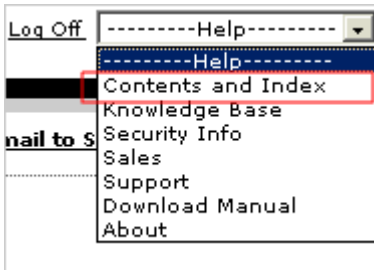 Log Off ---------Help---------
---------Help---------
Contents and Index
Knowledge Base
nail to S Security Info
Sales
Support
Download Manual
About